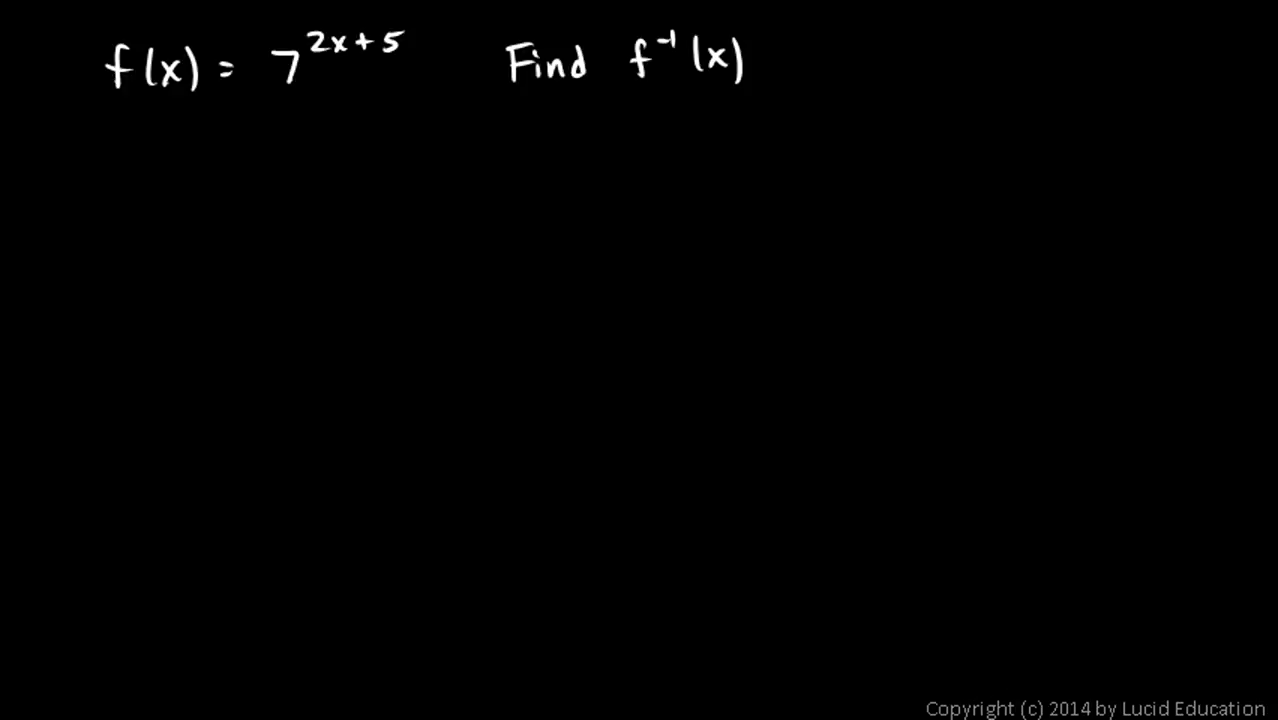 f(x) = 7^{2x+5} Find f^{-1}(x)
Copyright (c) 2014 by Lucid Education